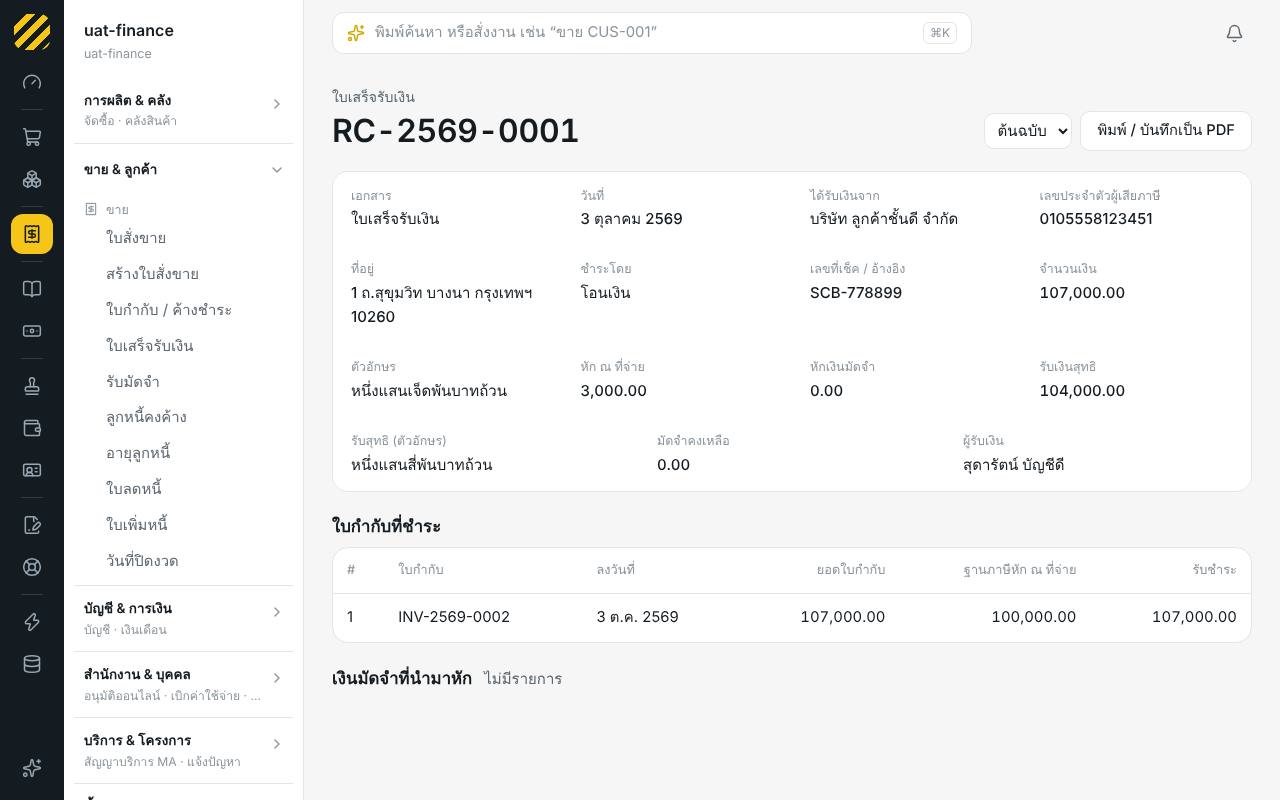 uat-finance
uat-finance
การผลิต & คลัง
จัดซื้อ · คลังสินค้า
ขาย & ลูกค้า
ขาย
ใบสั่งขาย
สร้างใบสั่งขาย
ใบกำกับ / ค้างชำระ
ใบเสร็จรับเงิน
รับมัดจำ
ลูกหนี้คงค้าง
อายุลูกหนี้
ใบลดหนี้
ใบเพิ่มหนี้
วันที่ปิดงวด
บัญชี & การเงิน
บัญชี · เงินเดือน
สำนักงาน & บุคคล
อนุมัติออนไลน์ · เบิกค่าใช้จ่าย · ...
บริการ & โครงการ
สัญญาบริการ MA · แจ้งปัญหา
พิมพ์ค้นหา หรือสั่งงาน เช่น “ขาย CUS-001” ⌘K
ใบเสร็จรับเงิน
RC-2569-0001
ต้นฉบับ พิมพ์ / บันทึกเป็น PDF
เอกสาร วันที่ ได้รับเงินจาก เลขประจำตัวผู้เสียภาษี
ใบเสร็จรับเงิน 3 ตุลาคม 2569 บริษัท ลูกค้าชั้นดี จำกัด 0105558123451
ที่อยู่ ชำระโดย เลขที่เช็ค / อ้างอิง จำนวนเงิน
1 ถ.สุขุมวิท บางนา กรุงเทพฯ โอนเงิน SCB-778899 107,000.00
10260
ตัวอักษร หัก ณ ที่จ่าย หักเงินมัดจำ รับเงินสุทธิ
หนึ่งแสนเจ็ดพันบาทถ้วน 3,000.00 0.00 104,000.00
รับสุทธิ (ตัวอักษร) มัดจำคงเหลือ ผู้รับเงิน
หนึ่งแสนสี่พันบาทถ้วน 0.00 สุดารัตน์ บัญชีดี
ใบกำกับที่ชำระ
# ใบกำกับ ลงวันที่ ยอดใบกำกับ ฐานภาษีหัก ณ ที่จ่าย รับชำระ
1 INV-2569-0002 3 ต.ค. 2569 107,000.00 100,000.00 107,000.00
เงินมัดจำที่นำมาหัก ไม่มีรายการ